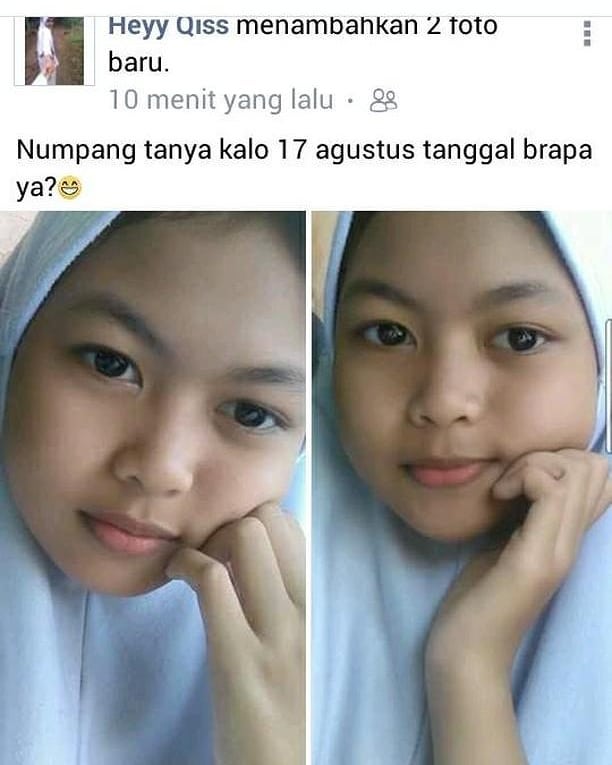 Heyy Qiss menambahkan 2 foto
baru.
10 menit yang lalu ·
Numpang tanya kalo 17 agustus tanggal brapa
ya?😁